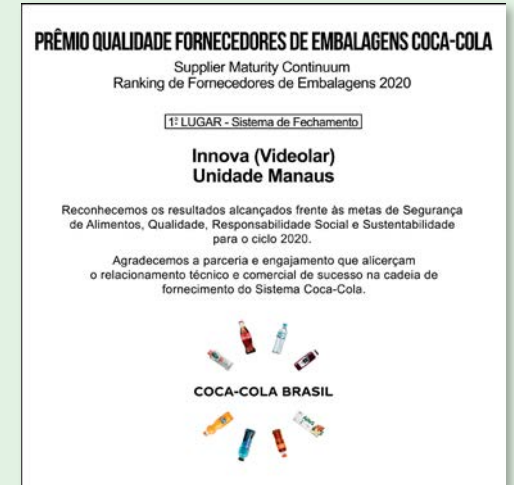 PRÊMIO QUALIDADE FORNECEDORES DE EMBALAGENS COCA-COLA
Supplier Maturity Continuum
Ranking de Fornecedores de Embalagens 2020
1º LUGAR - Sistema de Fechamento
Innova (Videolar)
Unidade Manaus
Reconhecemos os resultados alcançados frente às metas de Segurança
de Alimentos, Qualidade, Responsabilidade Social e Sustentabilidade
para o ciclo 2020.
Agradecemos a parceria e engajamento que alicerçam
o relacionamento técnico e comercial de sucesso na cadeia de
fornecimento do Sistema Coca-Cola.
COCA-COLA BRASIL